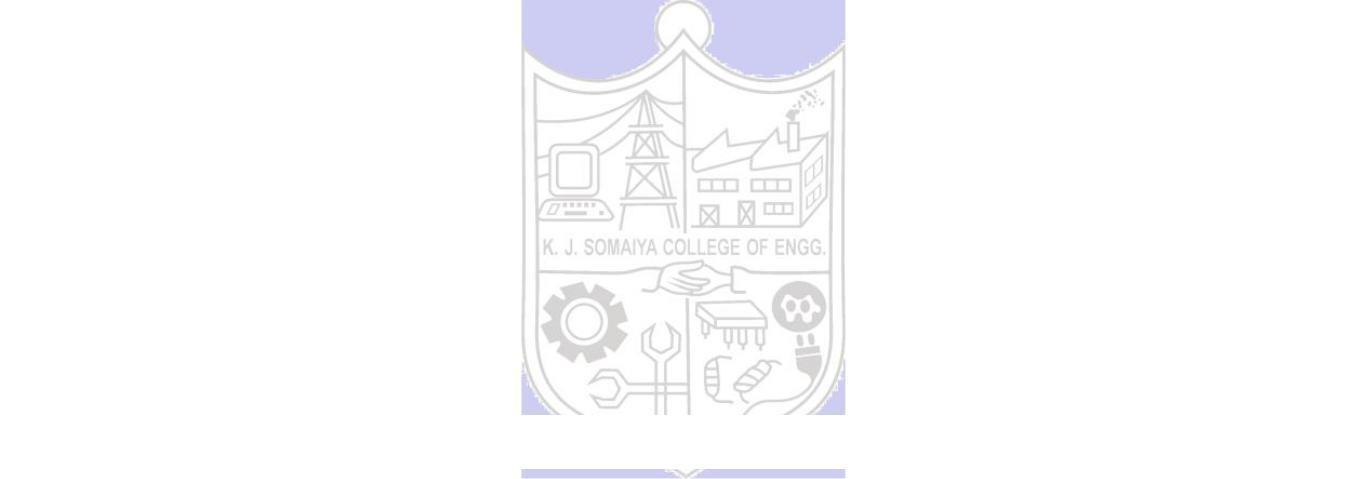 K. J. SOMAIYA COLLEGE OF ENGG.